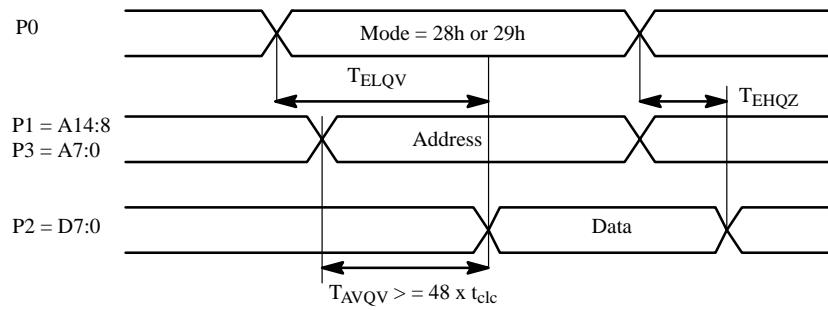 P0
Mode = 28h or 29h
TELQV
TEHQZ
P1 = A14:8
P3 = A7:0
Address
P2 = D7:0
Data
TAVQV > = 48 x tclc